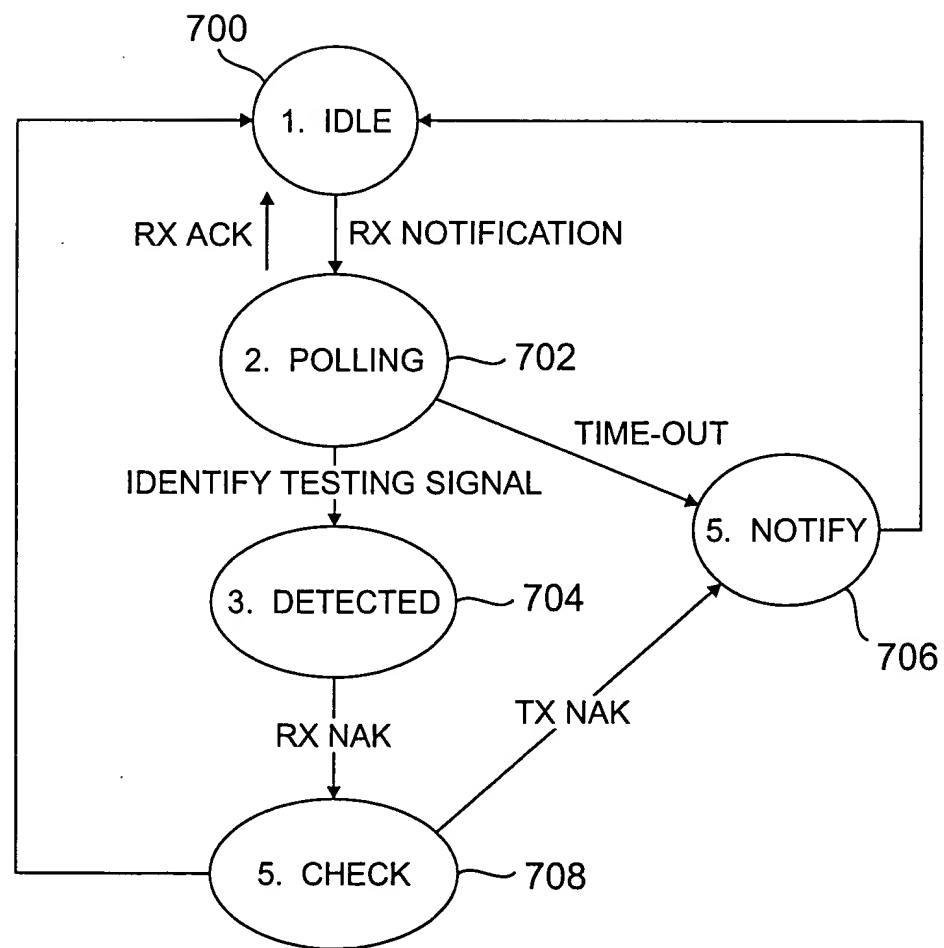 700
1. IDLE
RX ACK
RX NOTIFICATION
2. POLLING
702
TIME-OUT
IDENTIFY TESTING SIGNAL
5. NOTIFY
3. DETECTED
704
706
TX NAK
RX NAK
5. CHECK
708